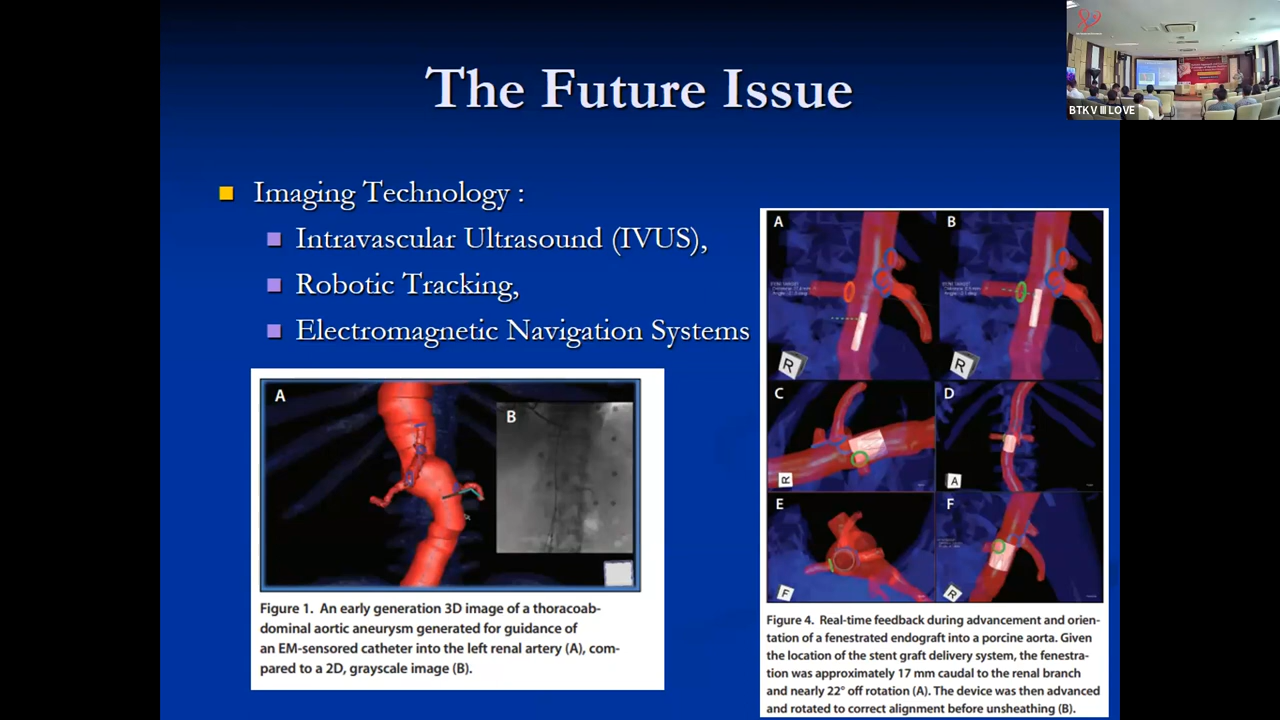 The Future Issue
BTKV III LOVE
Imaging Technology :
Intravascular Ultrasound (IVUS),
Robotic Tracking,
Electromagnetic Navigation Systems
A
B
Figure 1. An early generation 3D image of a thoracoab-
dominal aortic aneurysm generated for guidance of
an EM-sensored catheter into the left renal artery (A), com-
pared to a 2D, grayscale image (B).
A
B
R
R
C
D
R
A
E
F
F
R
Figure 4. Real-time feedback during advancement and orien-
tation of a fenestrated endograft into a porcine aorta. Given
the location of the stent graft delivery system, the fenestra-
tion was approximately 17 mm caudal to the renal branch
and nearly 22° off rotation (A). The device was then advanced
and rotated to correct alignment before unsheathing (B).